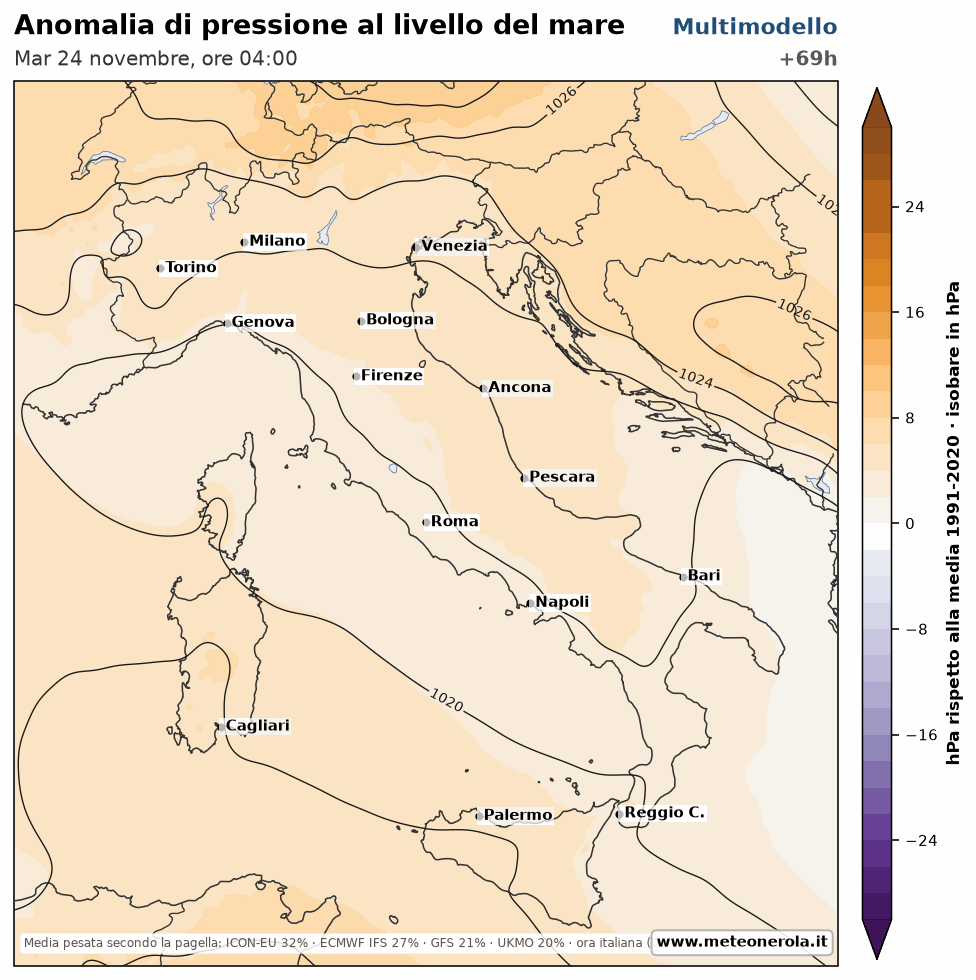 Anomalia di pressione al livello del mare
Multimodello
Mar 24 novembre, ore 04:00
+69h
1026
Milano
Venezia
Torino
Genova
Bologna
1026
Firenze
1024
Ancona
Pescara
Roma
Bari
Napoli
1020
Cagliari
Palermo
Reggio C.
24
16
8
0
−8
−16
−24
hPa rispetto alla media 1991-2020 · isobare in hPa
Media pesata secondo la pagella: ICON-EU 32% · ECMWF IFS 27% · GFS 21% · UKMO 20% · ora italiana (
www.meteonerola.it